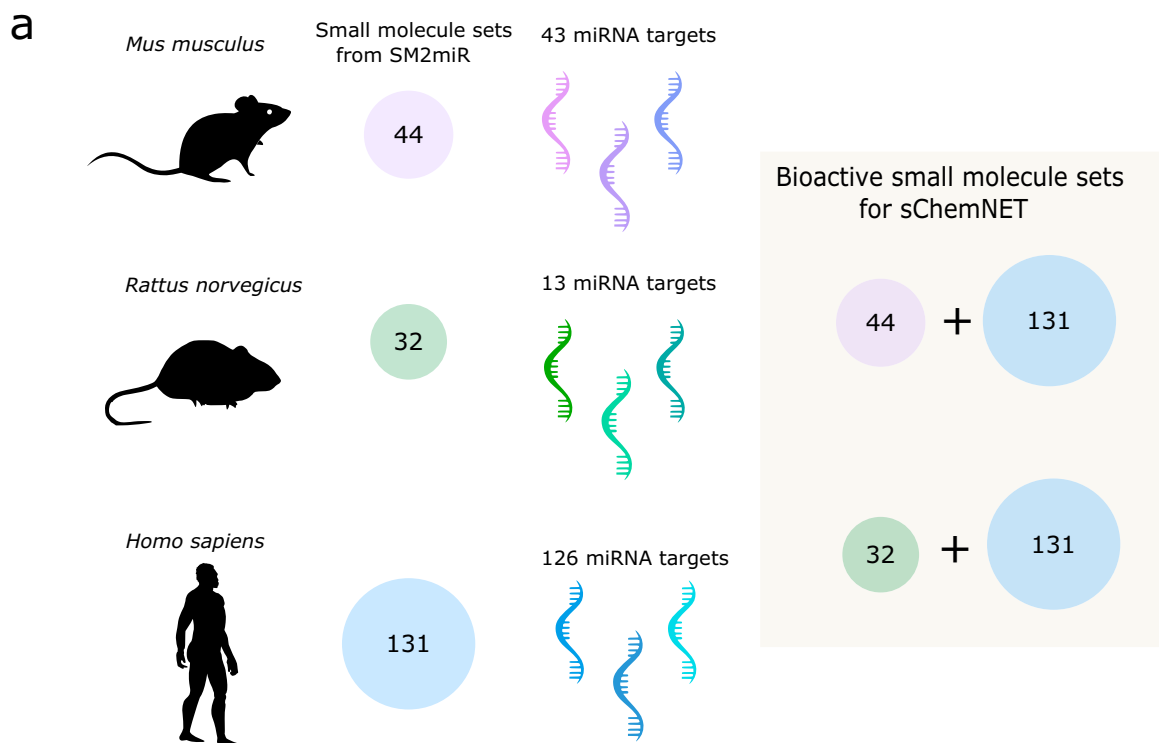 a
Mus musculus
Small molecule sets
from SM2miR
43 miRNA targets
44
Bioactive small molecule sets
for sChemNET
Rattus norvegicus
13 miRNA targets
32
44 + 131
Homo sapiens
126 miRNA targets
131
32 + 131